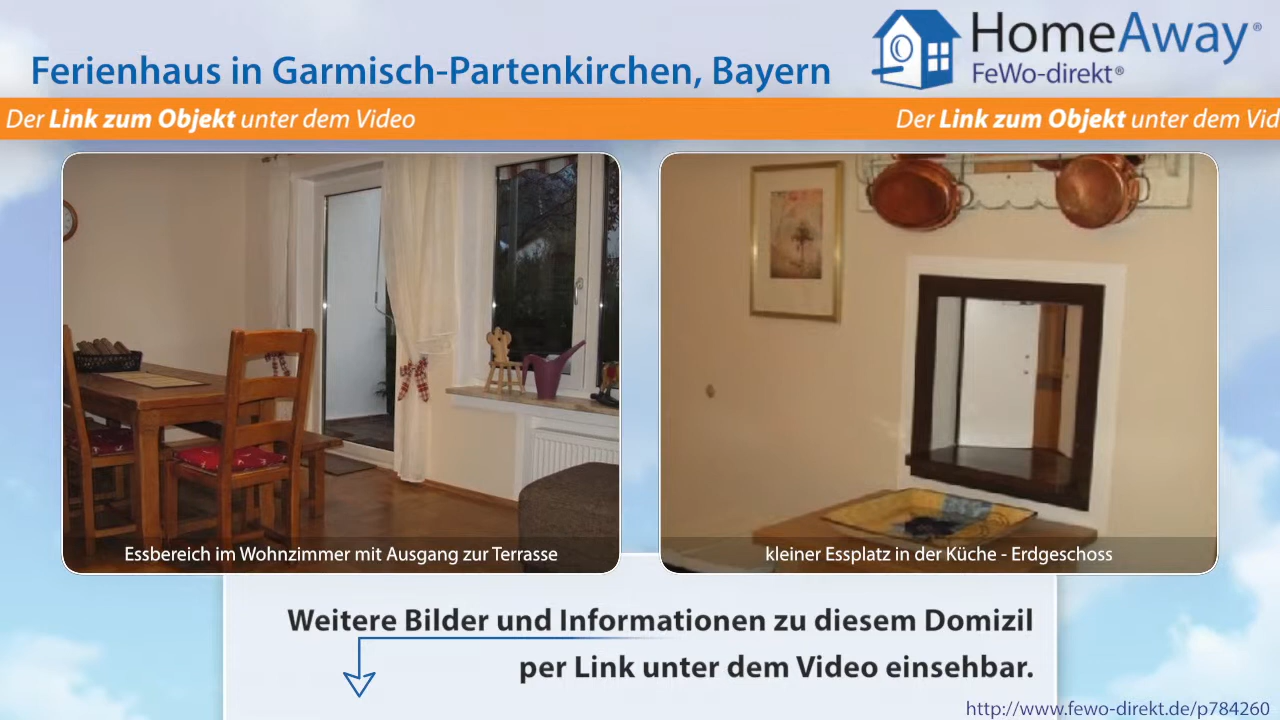 HomeAway®
FeWo-direkt®
Ferienhaus in Garmisch-Partenkirchen, Bayern
Der Link zum Objekt unter dem Video
Der Link zum Objekt unter dem Vid
Essbereich im Wohnzimmer mit Ausgang zur Terrasse
kleiner Essplatz in der Küche - Erdgeschoss
Weitere Bilder und Informationen zu diesem Domizil
per Link unter dem Video einsehbar.
http://www.fewo-direkt.de/p784260